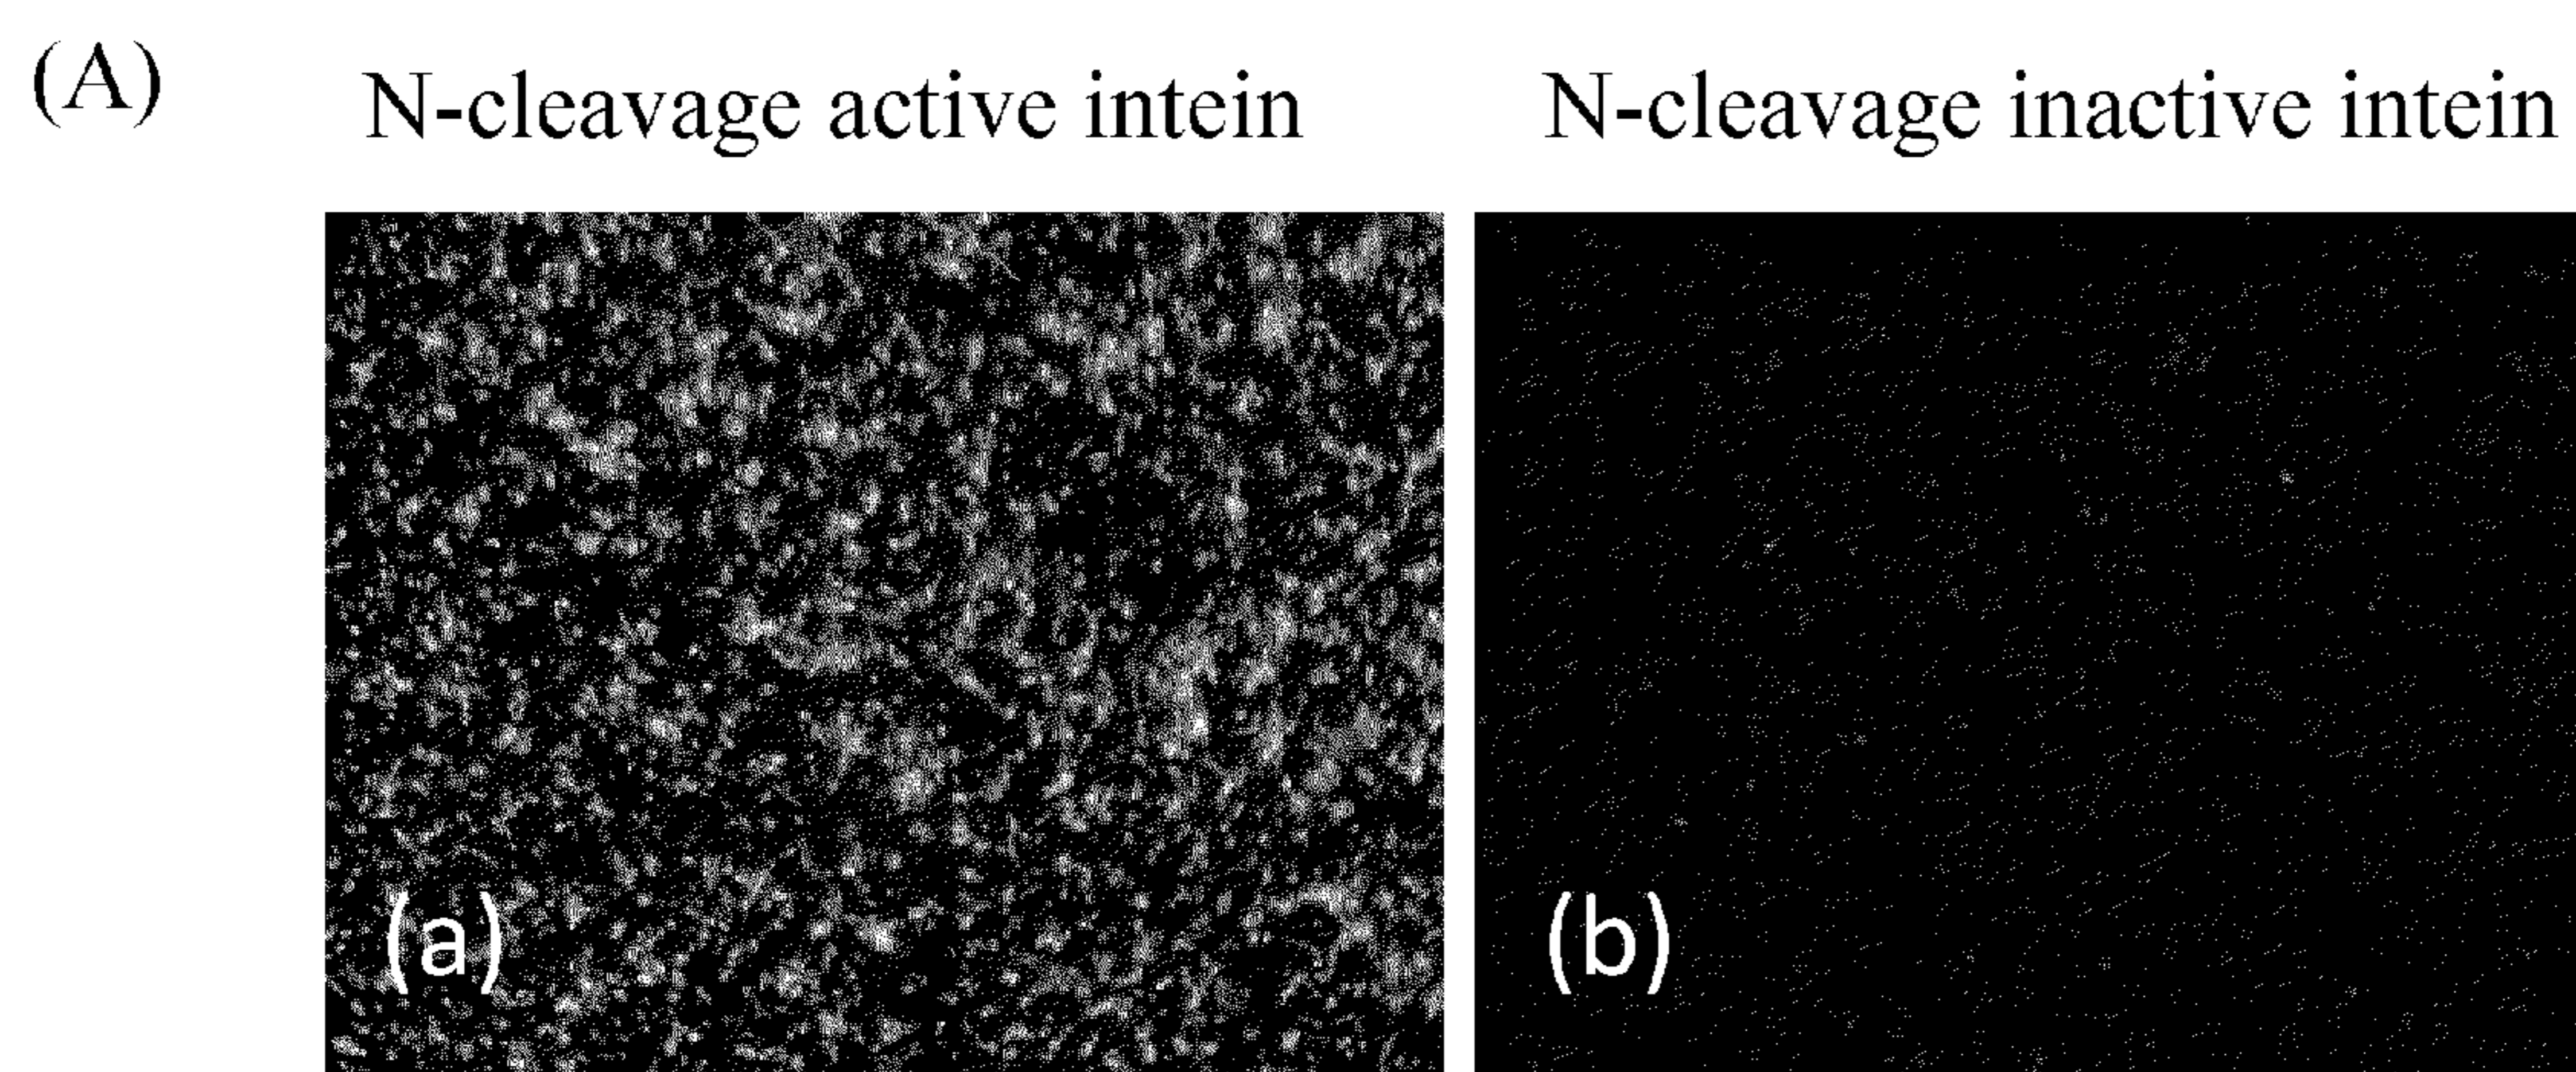 (A)
N-cleavage active intein
N-cleavage inactive intein
(a)
(b)